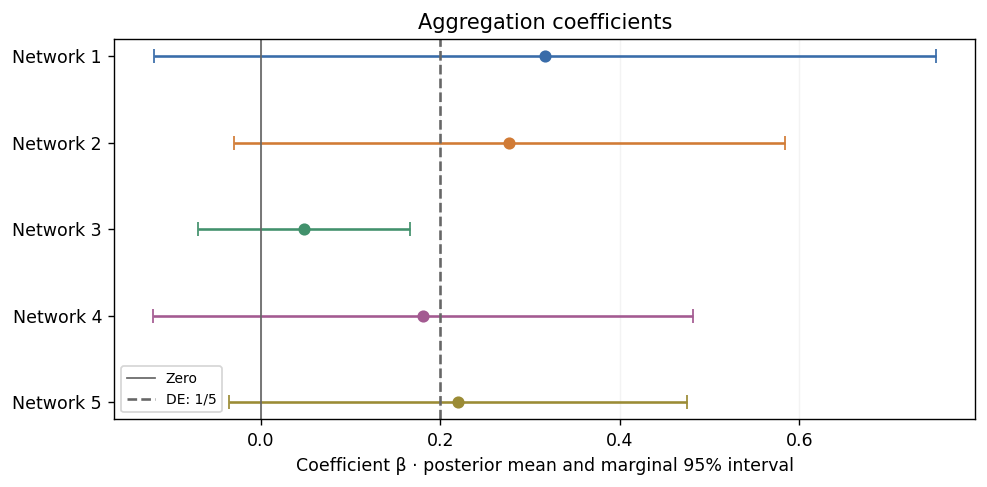 Aggregation coefficients
Network 1
Network 2
Network 3
Network 4
Network 5
Zero
DE: 1/5
0.0 0.2 0.4 0.6
Coefficient β · posterior mean and marginal 95% interval